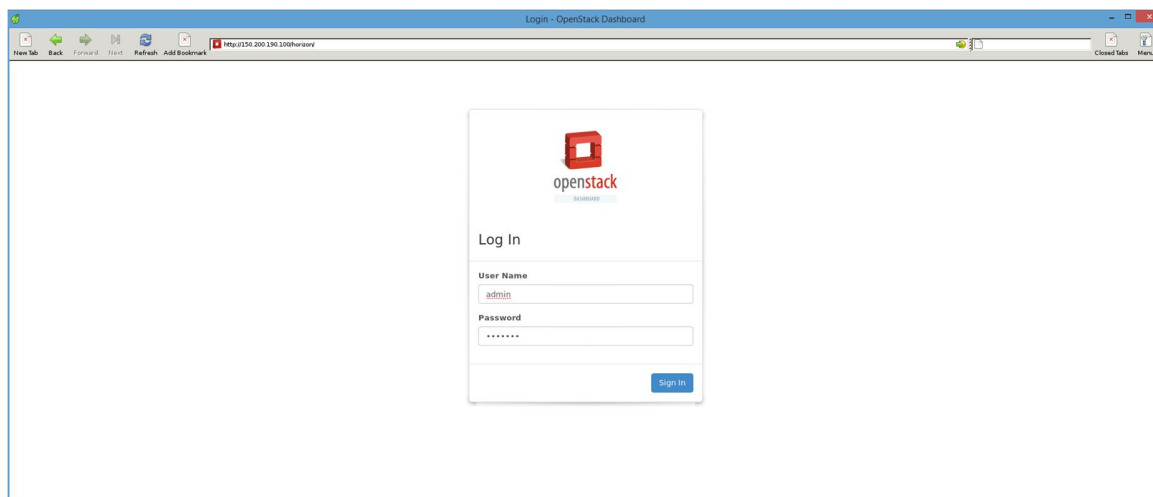 Login - OpenStack Dashboard
New Tab Back Forward Next Refresh Add Bookmark http://150.200.190.100/horizon/ Closed Tabs Menu
openstack
DASHBOARD
Log In
User Name
admin
Password
•••••••
Sign In